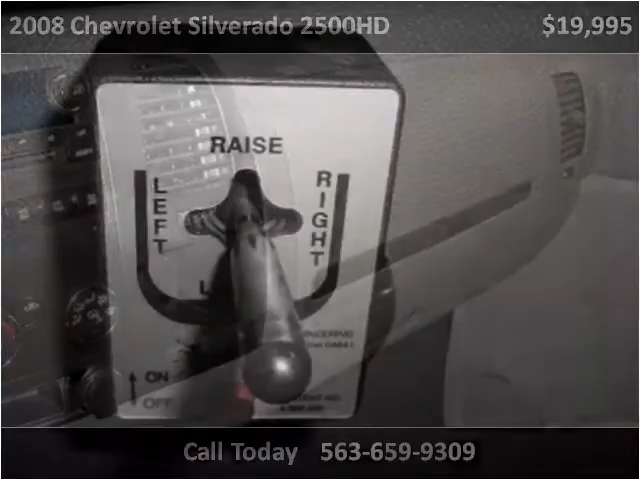 2008 Chevrolet Silverado 2500HD $19,995
RAISE
LEFT
RIGHT
ON
OFF
Call Today 563-659-9309